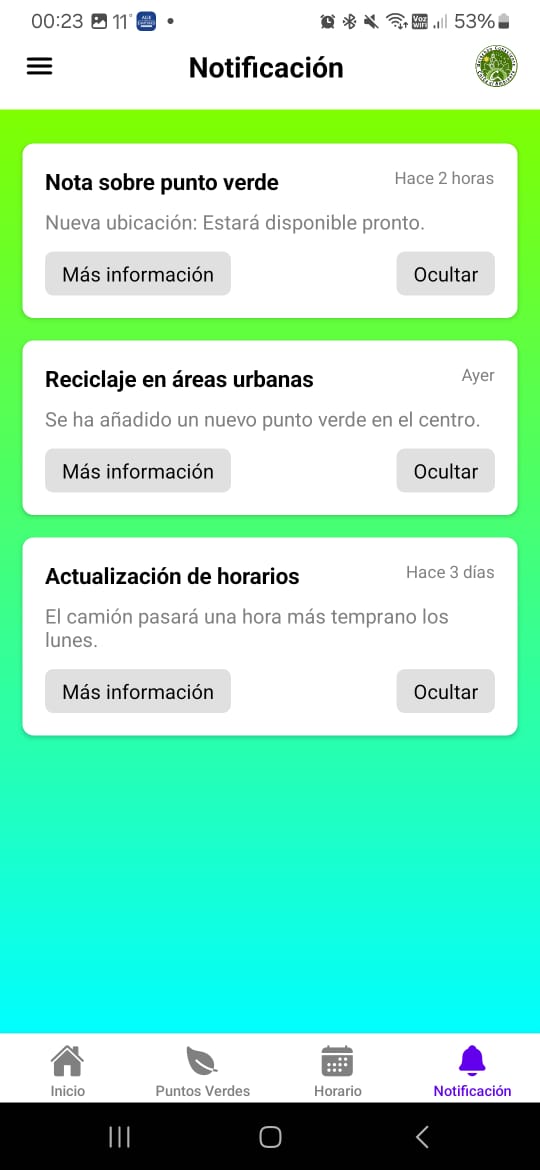 00:23 11° 53%
Voz
WiFi
Notificación
Nota sobre punto verde Hace 2 horas
Nueva ubicación: Estará disponible pronto.
Más información Ocultar
Reciclaje en áreas urbanas Ayer
Se ha añadido un nuevo punto verde en el centro.
Más información Ocultar
Actualización de horarios Hace 3 días
El camión pasará una hora más temprano los
lunes.
Más información Ocultar
Inicio Puntos Verdes Horario Notificación